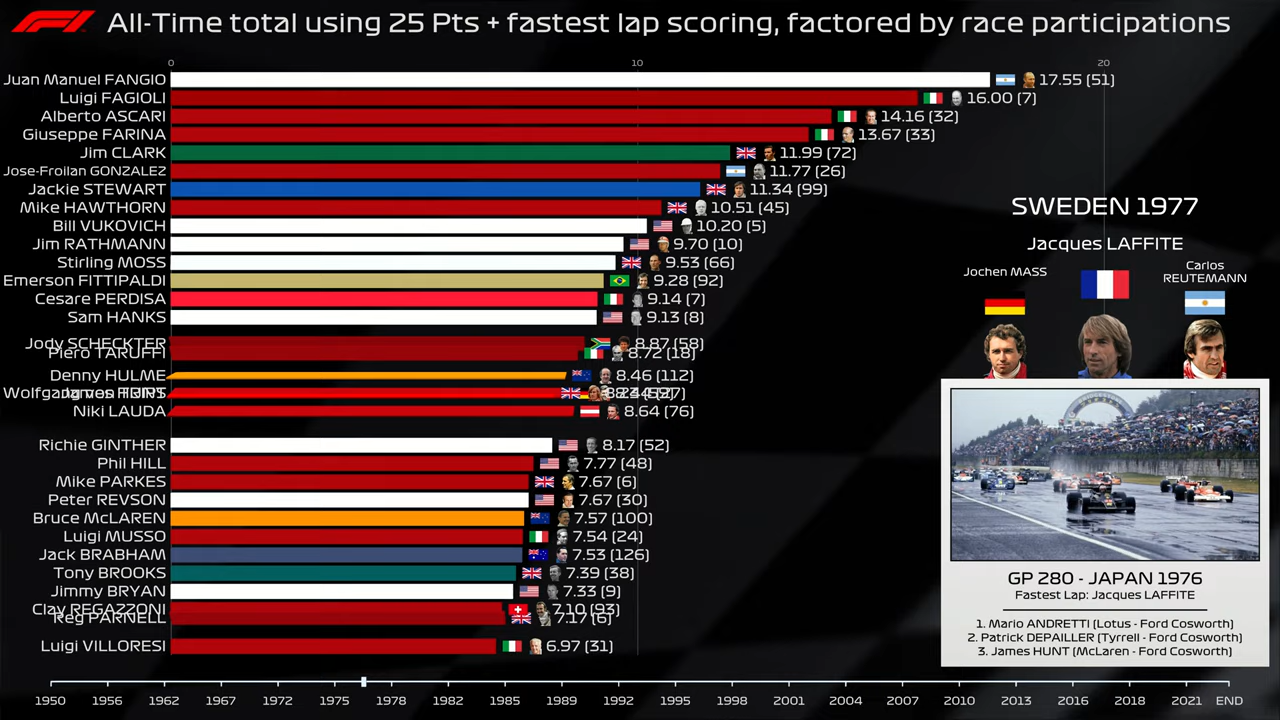 F1 All-Time total using 25 Pts + fastest lap scoring, factored by race participations
0 10 20
Juan Manuel FANGIO 17.55 (51)
Luigi FAGIOLI 16.00 (7)
Alberto ASCARI 14.16 (32)
Giuseppe FARINA 13.67 (33)
Jim CLARK 11.99 (72)
Jose-Froilan GONZALEZ 11.77 (26)
Jackie STEWART 11.34 (99)
Mike HAWTHORN 10.51 (45)
Bill VUKOVICH 10.20 (5)
Jim RATHMANN 9.70 (10)
Stirling MOSS 9.53 (66)
Emerson FITTIPALDI 9.28 (92)
Cesare PERDISA 9.14 (7)
Sam HANKS 9.13 (8)
Jody SCHECKTER 8.87 (58)
Piero TARUFFI 8.72 (18)
Denny HULME 8.46 (112)
Wolfgang von
Niki LAUDA 8.64 (76)
Richie GINTHER 8.17 (52)
Phil HILL 7.77 (48)
Mike PARKES 7.67 (6)
Peter REVSON 7.67 (30)
Bruce McLAREN 7.57 (100)
Luigi MUSSO 7.54 (24)
Jack BRABHAM 7.53 (126)
Tony BROOKS 7.39 (38)
Jimmy BRYAN 7.33 (9)
Clay REGAZZONI 7.10 (93)
Reg PARNELL 7.17 (6)
Luigi VILLORESI 6.97 (31)
SWEDEN 1977
Jacques LAFFITE
Jochen MASS
Carlos
REUTEMANN
GP 280 - JAPAN 1976
Fastest Lap: Jacques LAFFITE
1. Mario ANDRETTI (Lotus - Ford Cosworth)
2. Patrick DEPAILLER (Tyrrell - Ford Cosworth)
3. James HUNT (McLaren - Ford Cosworth)
1950 1956 1962 1967 1972 1975 1978 1982 1985 1989 1992 1995 1998 2001 2004 2007 2010 2013 2016 2018 2021 END